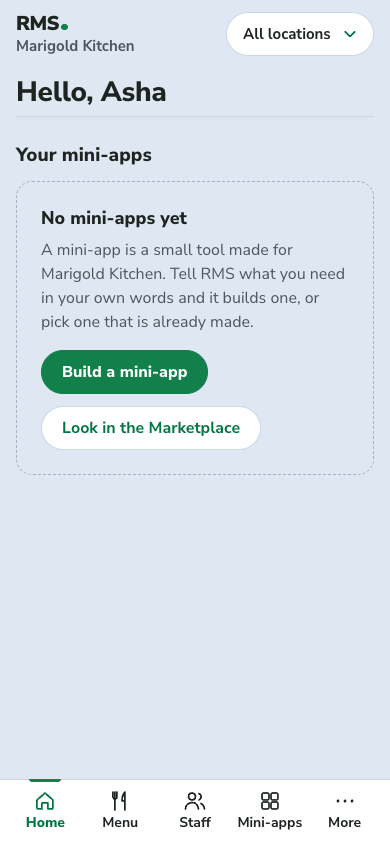 RMS.
Marigold Kitchen
All locations
Hello, Asha
Your mini-apps
No mini-apps yet
A mini-app is a small tool made for
Marigold Kitchen. Tell RMS what you need
in your own words and it builds one, or
pick one that is already made.
Build a mini-app
Look in the Marketplace
Home
Menu
Staff
Mini-apps
More